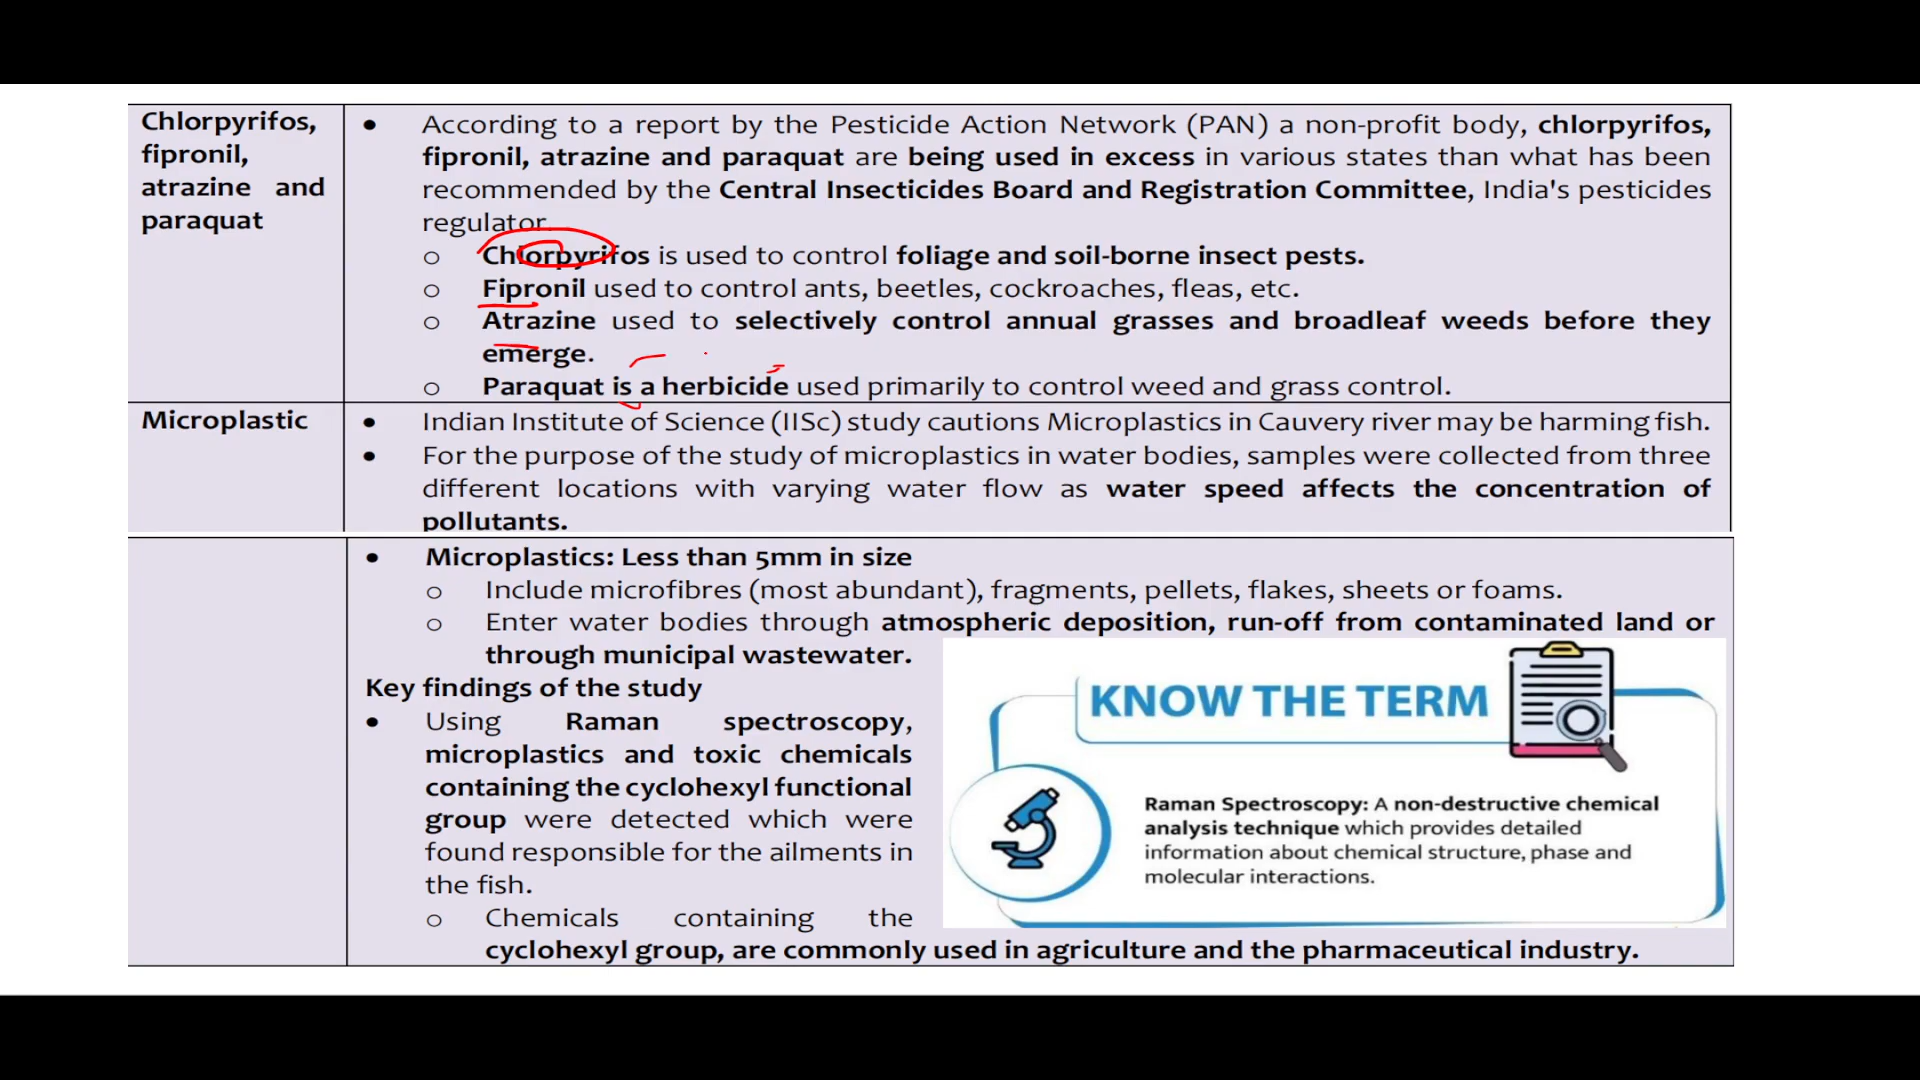 Chlorpyrifos,
fipronil,
atrazine and
paraquat
• According to a report by the Pesticide Action Network (PAN) a non-profit body, chlorpyrifos,
fipronil, atrazine and paraquat are being used in excess in various states than what has been
recommended by the Central Insecticides Board and Registration Committee, India's pesticides
regulator.
o Chlorpyrifos is used to control foliage and soil-borne insect pests.
o Fipronil used to control ants, beetles, cockroaches, fleas, etc.
o Atrazine used to selectively control annual grasses and broadleaf weeds before they
emerge.
o Paraquat is a herbicide used primarily to control weed and grass control.
Microplastic
• Indian Institute of Science (IISc) study cautions Microplastics in Cauvery river may be harming fish.
• For the purpose of the study of microplastics in water bodies, samples were collected from three
different locations with varying water flow as water speed affects the concentration of
pollutants.
• Microplastics: Less than 5mm in size
o Include microfibres (most abundant), fragments, pellets, flakes, sheets or foams.
o Enter water bodies through atmospheric deposition, run-off from contaminated land or
through municipal wastewater.
Key findings of the study
• Using Raman spectroscopy,
microplastics and toxic chemicals
containing the cyclohexyl functional
group were detected which were
found responsible for the ailments in
the fish.
o Chemicals containing the
cyclohexyl group, are commonly used in agriculture and the pharmaceutical industry.
KNOW THE TERM
Raman Spectroscopy: A non-destructive chemical
analysis technique which provides detailed
information about chemical structure, phase and
molecular interactions.